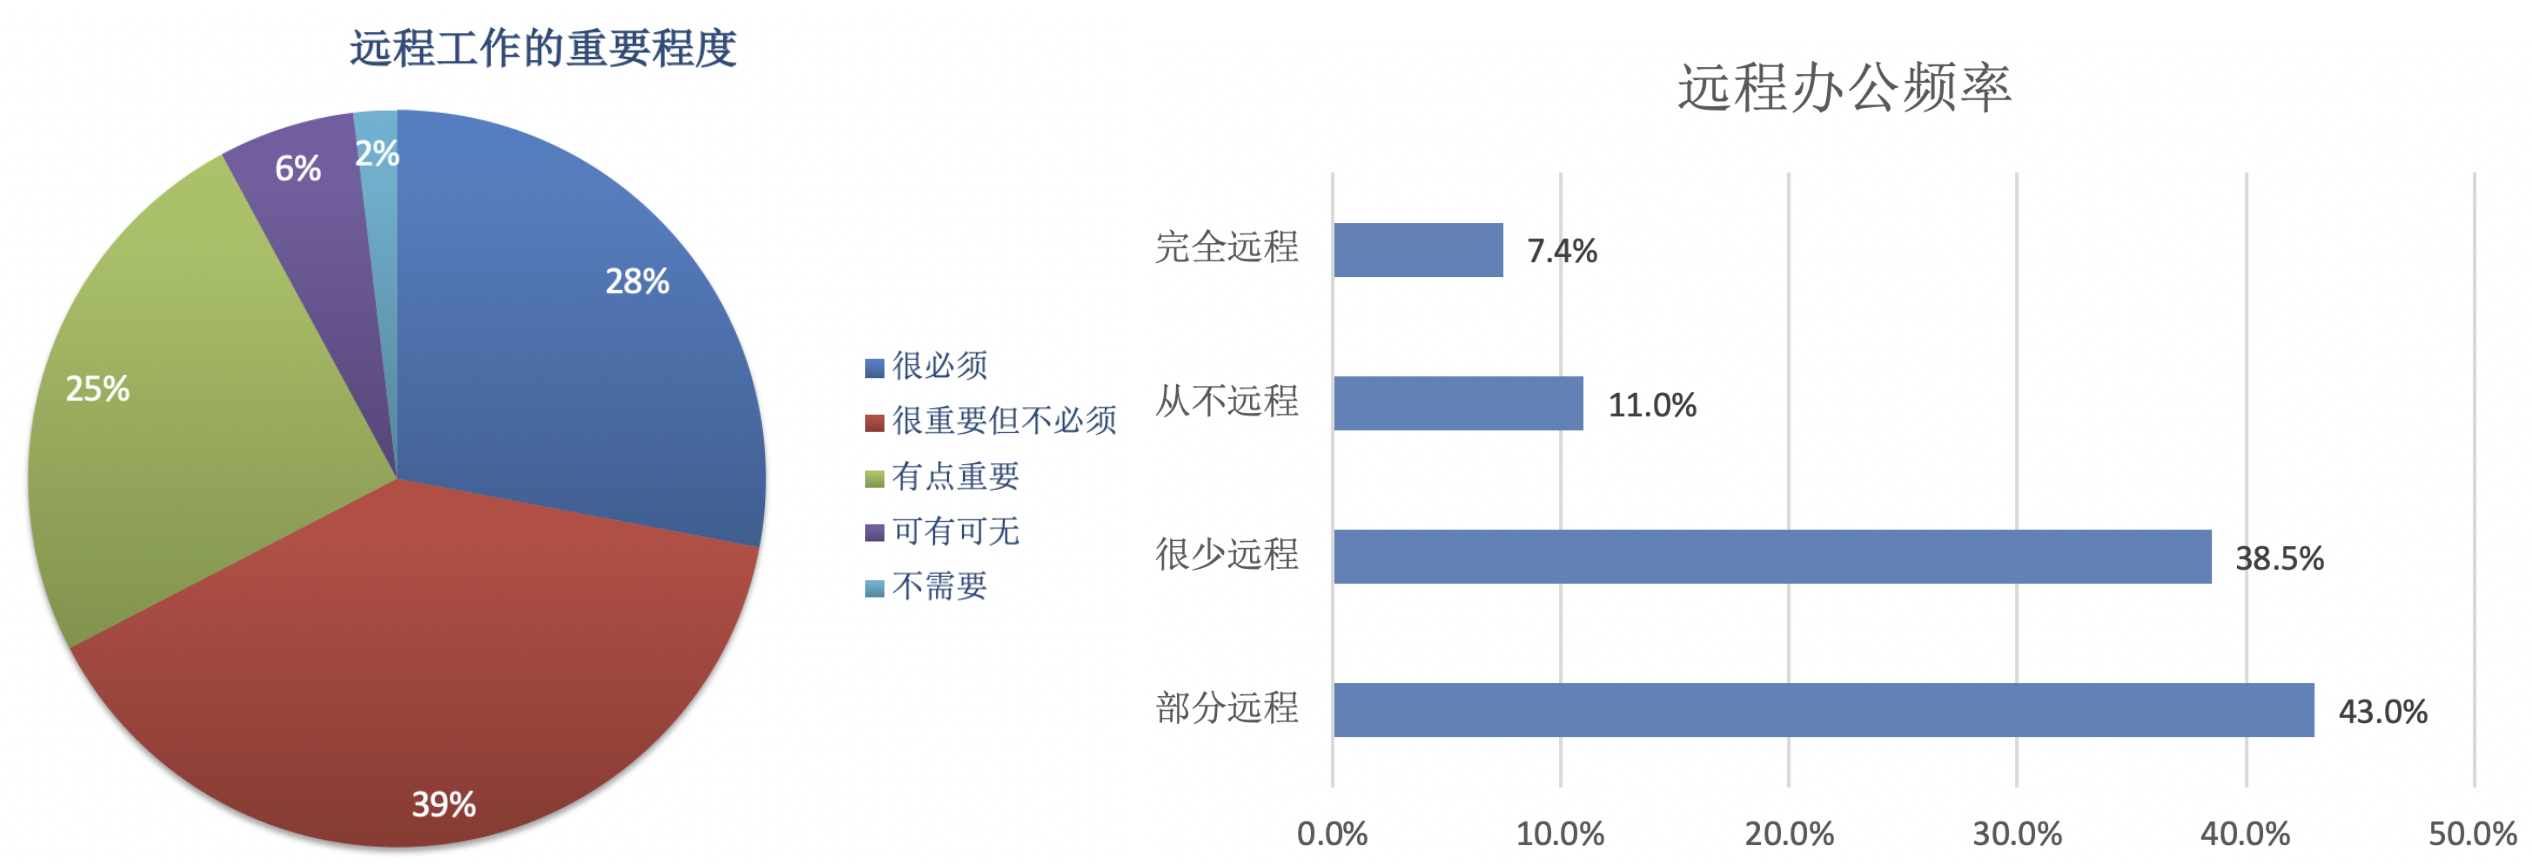 远程工作的重要程度
2%
6%
28%
25%
39%
很必须
很重要但不必须
有点重要
可有可无
不需要
远程办公频率
完全远程 7.4%
从不远程 11.0%
很少远程 38.5%
部分远程 43.0%
0.0% 10.0% 20.0% 30.0% 40.0% 50.0%